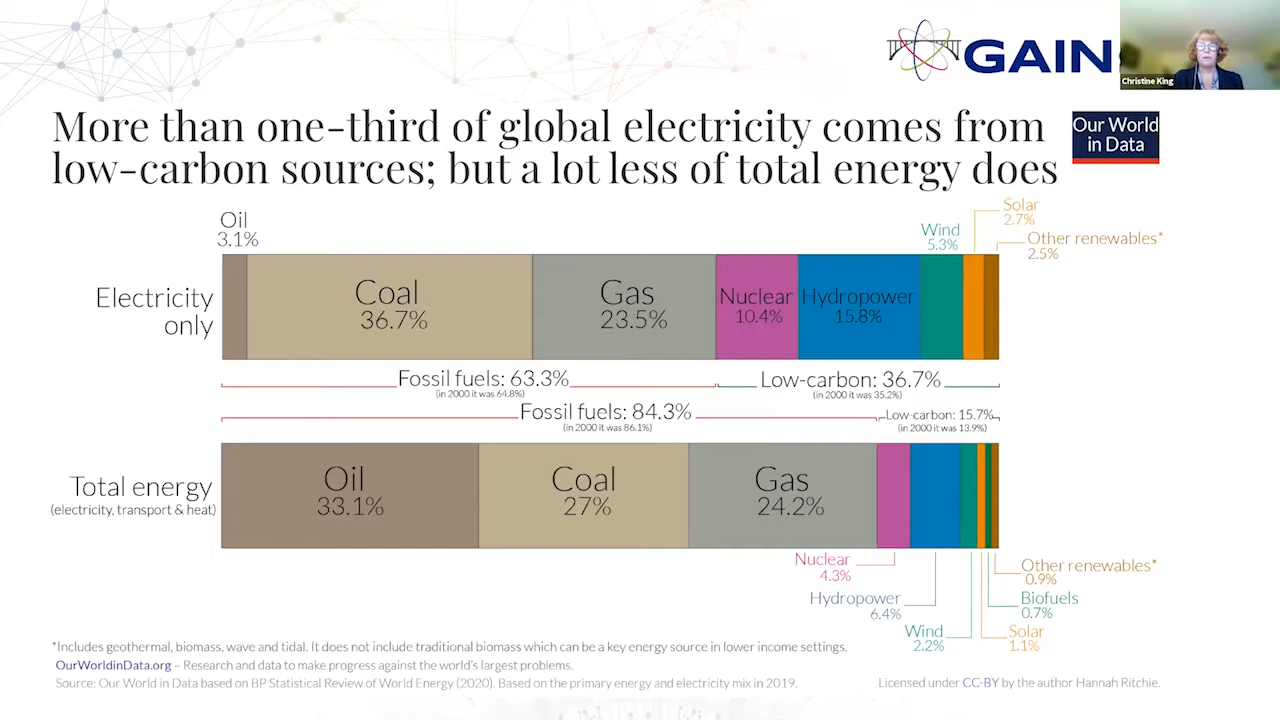 GAIN
Christine King
More than one-third of global electricity comes from
low-carbon sources; but a lot less of total energy does
Our World
in Data
Oil
3.1%
Wind
5.3%
Solar
2.7%
Other renewables*
2.5%
Electricity
only
Coal
36.7%
Gas
23.5%
Nuclear
10.4%
Hydropower
15.8%
Fossil fuels: 63.3%
(in 2000 it was 64.8%)
Low-carbon: 36.7%
(in 2000 it was 35.2%)
Fossil fuels: 84.3%
(in 2000 it was 86.1%)
Low-carbon: 15.7%
(in 2000 it was 13.9%)
Total energy
(electricity, transport & heat)
Oil
33.1%
Coal
27%
Gas
24.2%
Nuclear
4.3%
Hydropower
6.4%
Wind
2.2%
Other renewables*
0.9%
Biofuels
0.7%
Solar
1.1%
*Includes geothermal, biomass, wave and tidal. It does not include traditional biomass which can be a key energy source in lower income settings.
OurWorldinData.org – Research and data to make progress against the world's largest problems.
Source: Our World in Data based on BP Statistical Review of World Energy (2020). Based on the primary energy and electricity mix in 2019.
Licensed under CC-BY by the author Hannah Ritchie.